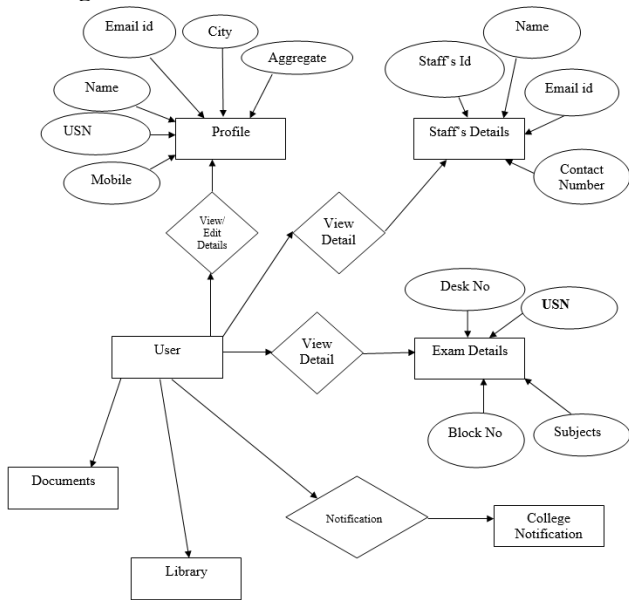 Email id
City
Name
Aggregate
Staff`s Id
Name
Email id
USN
Profile
Staff`s Details
Mobile
Contact
Number
View/
Edit
Details
View
Detail
Desk No
USN
User
View
Detail
Exam Details
Block No
Subjects
Documents
Notification
College
Notification
Library